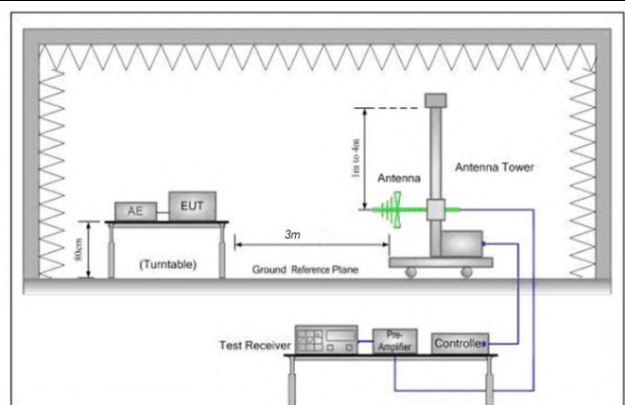 1m to 4m
Antenna
Antenna Tower
AE
EUT
3m
80cm
(Turntable)
Ground Reference Plane
Test Receiver
Pre-
Amplifier
Controller